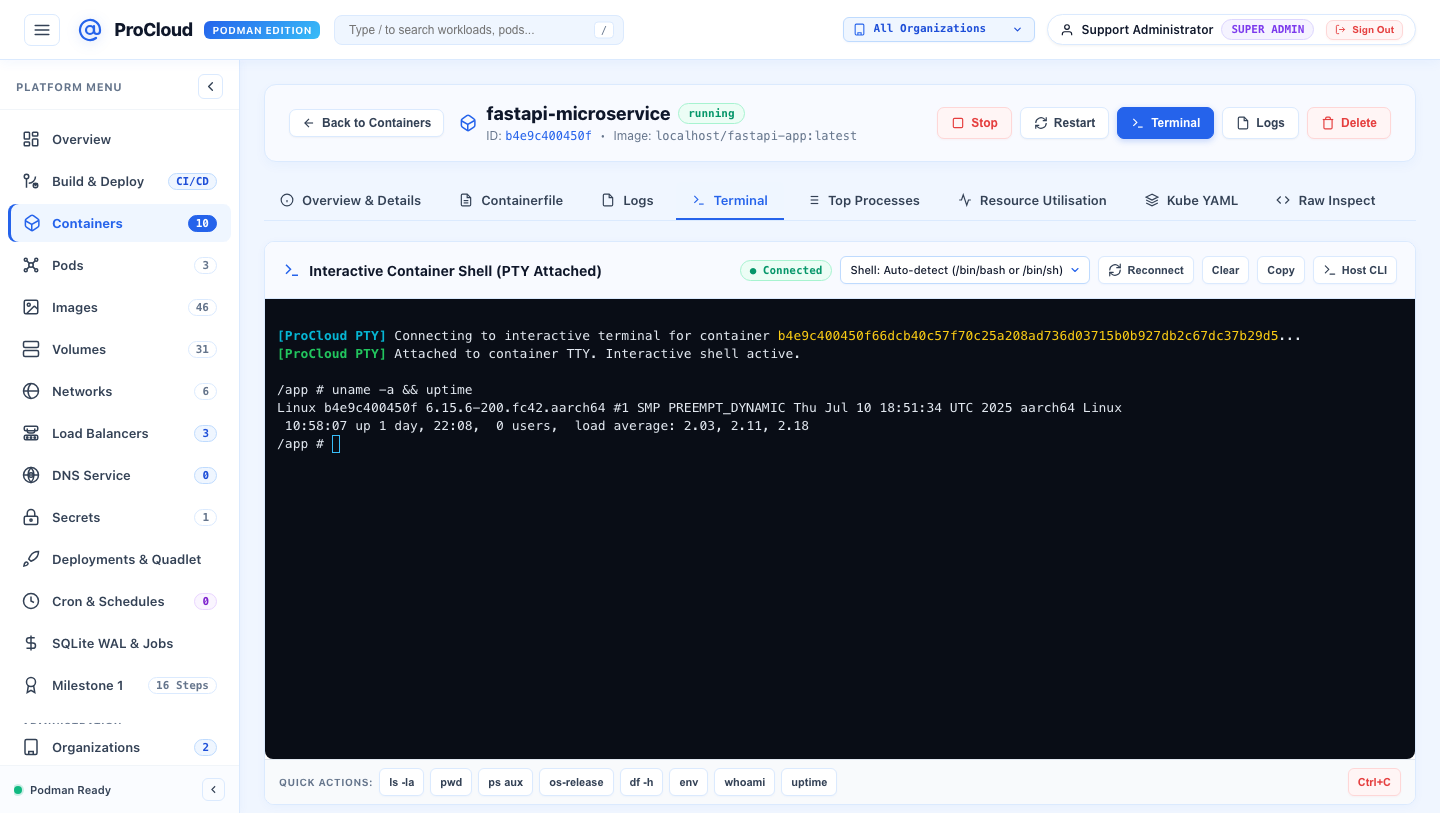 ProCloud PODMAN EDITION Type / to search workloads, pods... / All Organizations Support Administrator SUPER ADMIN Sign Out
PLATFORM MENU
Overview
Build & Deploy CI/CD
Containers 10
Pods 3
Images 46
Volumes 31
Networks 6
Load Balancers 3
DNS Service 0
Secrets 1
Deployments & Quadlet
Cron & Schedules 0
SQLite WAL & Jobs
Milestone 1 16 Steps
Organizations 2
Podman Ready
Back to Containers
fastapi-microservice running
ID: b4e9c400450f • Image: localhost/fastapi-app:latest
Stop Restart Terminal Logs Delete
Overview & Details Containerfile Logs Terminal Top Processes Resource Utilisation Kube YAML Raw Inspect
Interactive Container Shell (PTY Attached) Connected Shell: Auto-detect (/bin/bash or /bin/sh) Reconnect Clear Copy Host CLI
[ProCloud PTY] Connecting to interactive terminal for container b4e9c400450f66dcb40c57f70c25a208ad736d03715b0b927db2c67dc37b29d5...
[ProCloud PTY] Attached to container TTY. Interactive shell active.
/app # uname -a && uptime
Linux b4e9c400450f 6.15.6-200.fc42.aarch64 #1 SMP PREEMPT_DYNAMIC Thu Jul 10 18:51:34 UTC 2025 aarch64 Linux
10:58:07 up 1 day, 22:08, 0 users, load average: 2.03, 2.11, 2.18
/app #
QUICK ACTIONS: ls -la pwd ps aux os-release df -h env whoami uptime Ctrl+C